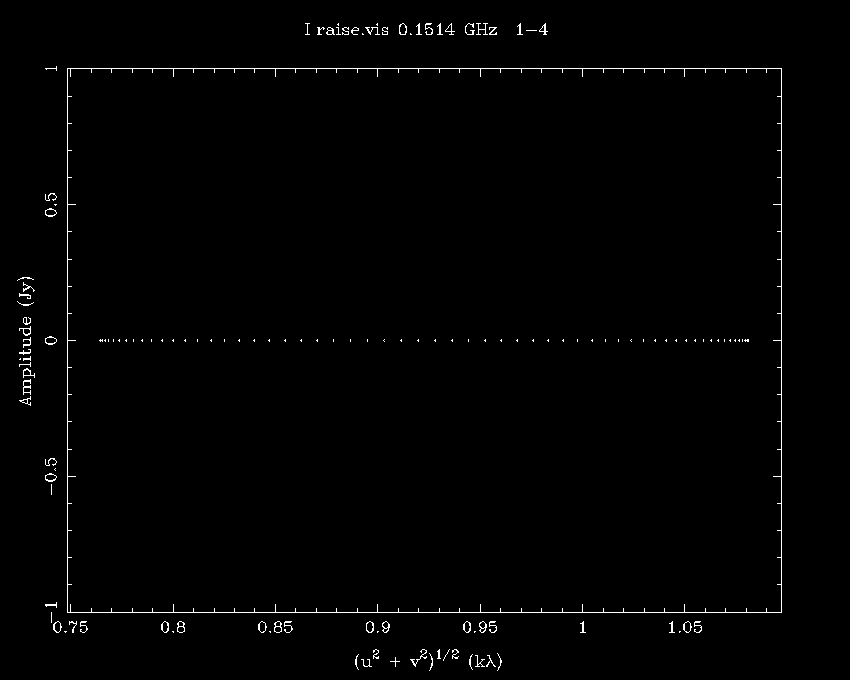 I raise.vis 0.1514 GHz 1−4
1
0.5
0
−0.5
−1
Amplitude (Jy)
0.75 0.8 0.85 0.9 0.95 1 1.05
(u² + v²)^1/2 (kλ)